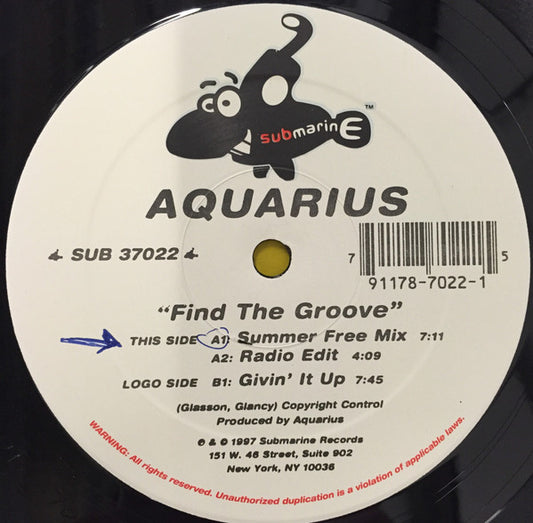 submarinE ™
AQUARIUS
SUB 37022
7 91178-7022-1 5
"Find The Groove"
THIS SIDE A1: Summer Free Mix 7:11
A2: Radio Edit 4:09
LOGO SIDE B1: Givin' It Up 7:45
(Glasson, Glancy) Copyright Control
Produced by Aquarius
℗ & © 1997 Submarine Records
151 W. 46 Street, Suite 902
New York, NY 10036
WARNING: All rights reserved. Unauthorized duplication is a violation of applicable laws.